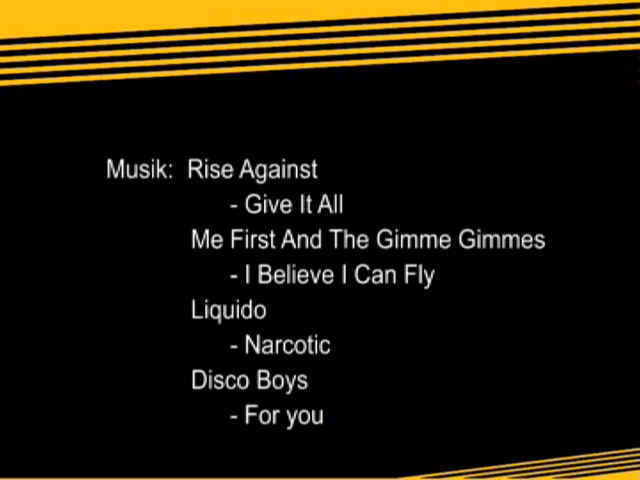 Musik: Rise Against
- Give It All
Me First And The Gimme Gimmes
- I Believe I Can Fly
Liquido
- Narcotic
Disco Boys
- For you